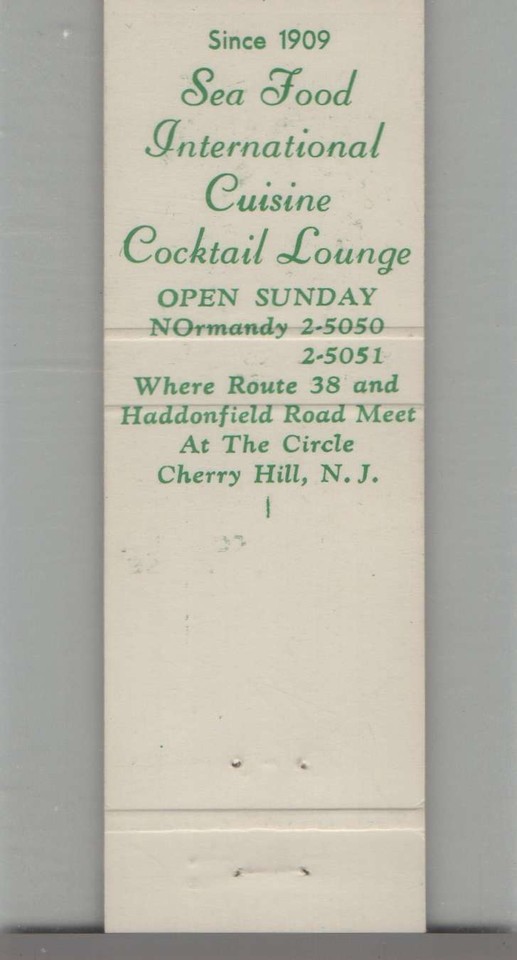 Since 1909
Sea Food
International
Cuisine
Cocktail Lounge
OPEN SUNDAY
NOrmandy 2-5050
2-5051
Where Route 38 and
Haddonfield Road Meet
At The Circle
Cherry Hill, N. J.